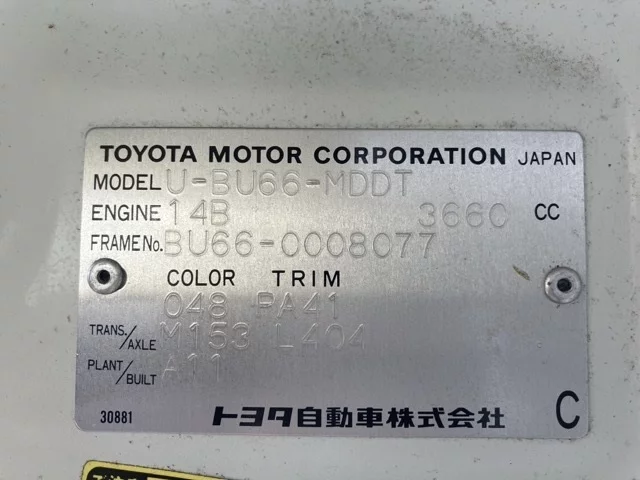 TOYOTA MOTOR CORPORATION JAPAN
MODEL U-BU66-MDDT
ENGINE 14B 3660 CC
FRAME No. BU66-0008077
COLOR TRIM
048 PA41
TRANS./AXLE M153 L404
PLANT/BUILT A11
30881 トヨタ自動車株式会社 C